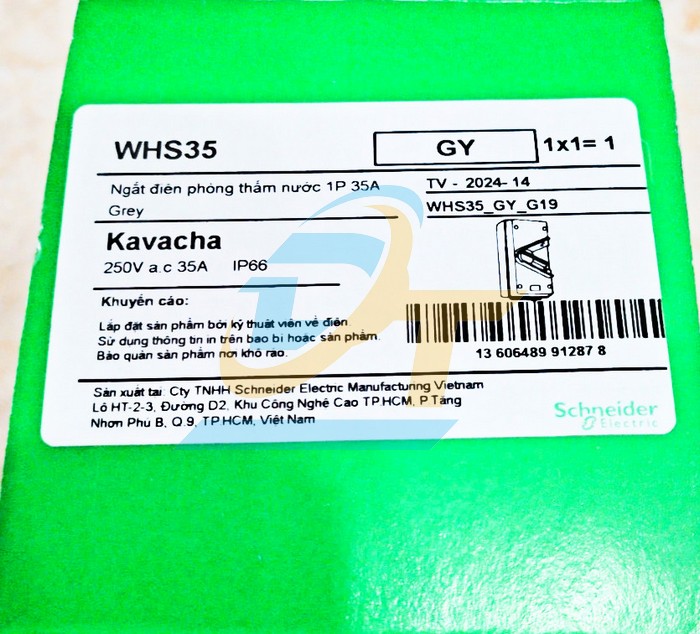 WHS35
GY
1x1= 1
Ngắt điện phòng thấm nước 1P 35A
Grey
TV - 2024- 14
WHS35_GY_G19
Kavacha
250V a.c 35A IP66
Khuyến cáo:
Lắp đặt sản phẩm bởi kỹ thuật viên về điện.
Sử dụng thông tin in trên bao bì hoặc sản phẩm.
Bảo quản sản phẩm nơi khô ráo.
13 606489 91287 8
Sản xuất tại: Cty TNHH Schneider Electric Manufacturing Vietnam
Lô HT-2-3, Đường D2, Khu Công Nghệ Cao TP.HCM, P.Tăng
Nhơn Phú B, Q.9, TP.HCM, Việt Nam
Schneider
Electric
DT